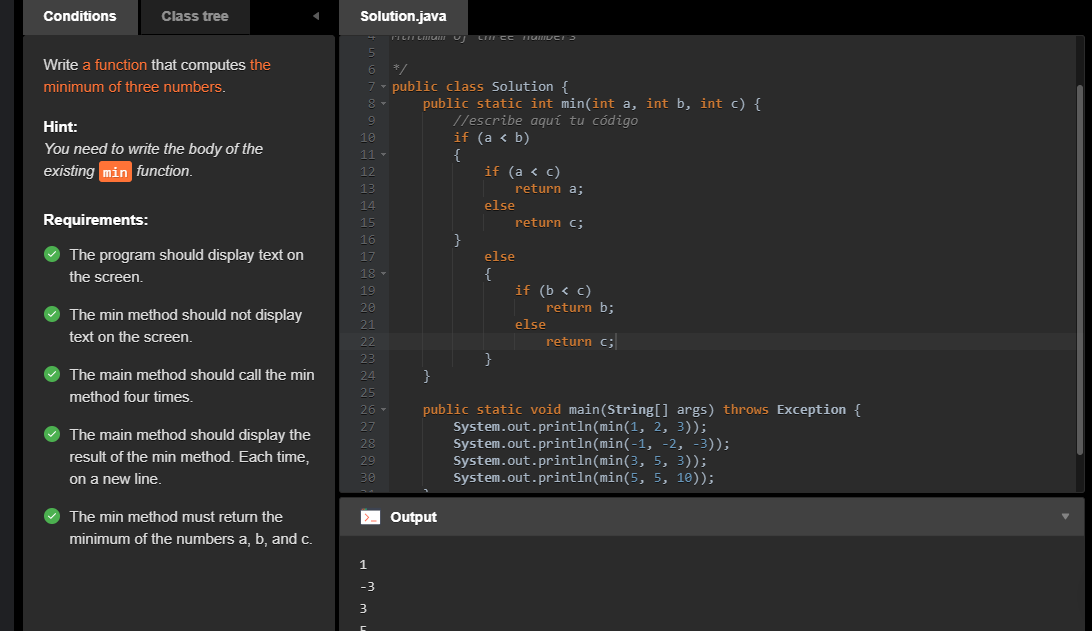 Conditions
Class tree
Write a function that computes the
minimum of three numbers.
Hint:
You need to write the body of the
existing min function.
Requirements:
The program should display text on
the screen.
The min method should not display
text on the screen.
The main method should call the min
method four times.
The main method should display the
result of the min method. Each time,
on a new line.
The min method must return the
minimum of the numbers a, b, and c.
Solution.java
4 Minimum of three numbers
5
6 */
7 public class Solution {
8 public static int min(int a, int b, int c) {
9 //escribe aquí tu código
10 if (a < b)
11 {
12 if (a < c)
13 return a;
14 else
15 return c;
16 }
17 else
18 {
19 if (b < c)
20 return b;
21 else
22 return c;
23 }
24 }
25
26 public static void main(String[] args) throws Exception {
27 System.out.println(min(1, 2, 3));
28 System.out.println(min(-1, -2, -3));
29 System.out.println(min(3, 5, 3));
30 System.out.println(min(5, 5, 10));
31 }
Output
1
-3
3
5